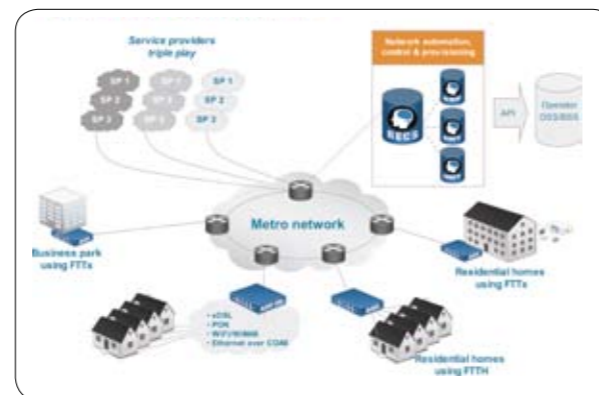 Service providers
triple play
SP 1
SP 1
SP 1
SP 2
SP 2
SP 2
SP 3
SP 3
SP 3
Network automation,
control & provisioning
BECS
API
Operator
OSS/BSS
Metro network
Business park
using FTTx
Residential homes
using FTTx
• xDSL
• PON
• WiFi/WiMAX
• Ethernet over COAX
Residential homes
using FTTH